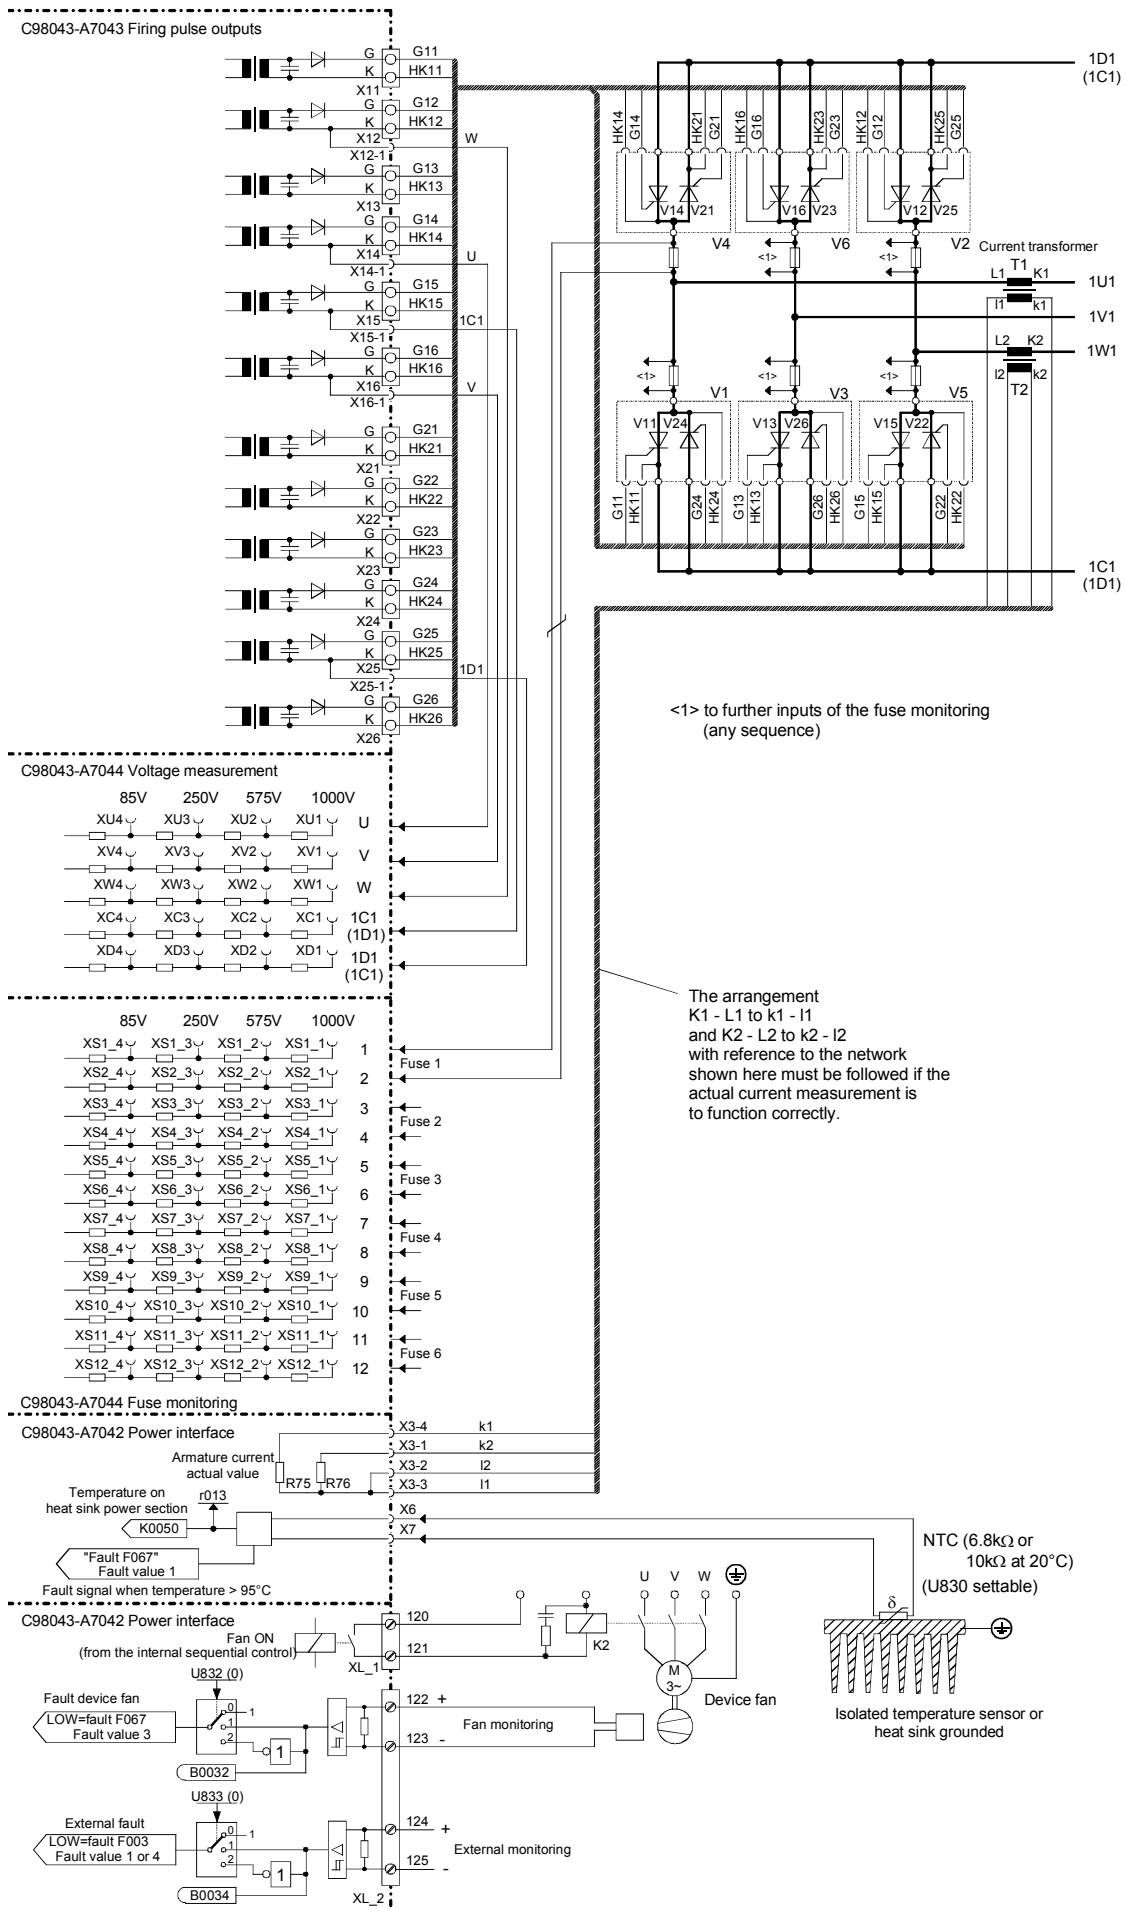 C98043-A7043 Firing pulse outputs
G G11
K HK11
X11
G G12
K HK12
X12
X12-1
W
G G13
K HK13
X13
G G14
K HK14
X14
X14-1
U
G G15
K HK15
X15
X15-1
1C1
G G16
K HK16
X16
X16-1
V
G G21
K HK21
X21
G G22
K HK22
X22
G G23
K HK23
X23
G G24
K HK24
X24
G G25
K HK25
X25
X25-1
1D1
G G26
K HK26
X26
1D1
(1C1)
HK14 G14 HK21 G21 HK16 G16 HK23 G23 HK12 G12 HK25 G25
V14 V21 V16 V23 V12 V25
V4 V6 V2
<1> <1>
Current transformer
T1
L1 K1
l1 k1
1U1
1V1
L2 K2
1W1
l2 k2
T2
<1> <1> <1>
V1 V3 V5
V11 V24 V13 V26 V15 V22
G11 HK11 G24 HK24 G13 HK13 G26 HK26 G15 HK15 G22 HK22
1C1
(1D1)
<1> to further inputs of the fuse monitoring
(any sequence)
C98043-A7044 Voltage measurement
85V 250V 575V 1000V
XU4 XU3 XU2 XU1 U
XV4 XV3 XV2 XV1 V
XW4 XW3 XW2 XW1 W
XC4 XC3 XC2 XC1 1C1
(1D1)
XD4 XD3 XD2 XD1 1D1
(1C1)
The arrangement
K1 - L1 to k1 - l1
and K2 - L2 to k2 - l2
with reference to the network
shown here must be followed if the
actual current measurement is
to function correctly.
85V 250V 575V 1000V
XS1_4 XS1_3 XS1_2 XS1_1 1
Fuse 1
XS2_4 XS2_3 XS2_2 XS2_1 2
XS3_4 XS3_3 XS3_2 XS3_1 3
Fuse 2
XS4_4 XS4_3 XS4_2 XS4_1 4
XS5_4 XS5_3 XS5_2 XS5_1 5
Fuse 3
XS6_4 XS6_3 XS6_2 XS6_1 6
XS7_4 XS7_3 XS7_2 XS7_1 7
Fuse 4
XS8_4 XS8_3 XS8_2 XS8_1 8
XS9_4 XS9_3 XS9_2 XS9_1 9
Fuse 5
XS10_4 XS10_3 XS10_2 XS10_1 10
XS11_4 XS11_3 XS11_2 XS11_1 11
Fuse 6
XS12_4 XS12_3 XS12_2 XS12_1 12
C98043-A7044 Fuse monitoring
C98043-A7042 Power interface
X3-4 k1
X3-1 k2
X3-2 l2
X3-3 l1
Armature current
actual value
R75 R76
Temperature on
heat sink power section
r013
K0050
X6
X7
"Fault F067"
Fault value 1
Fault signal when temperature > 95°C
NTC (6.8kΩ or
10kΩ at 20°C)
(U830 settable)
δ
Isolated temperature sensor or
heat sink grounded
C98043-A7042 Power interface
Fan ON
(from the internal sequential control)
120
121
XL_1
K2
U V W
M
3~
Device fan
U832 (0)
Fault device fan
LOW=fault F067
Fault value 3
0 1
1
2
1
B0032
122 +
Fan monitoring
123 -
U833 (0)
External fault
LOW=fault F003
Fault value 1 or 4
0 1
1
2
1
B0034
124 +
External monitoring
125 -
XL_2